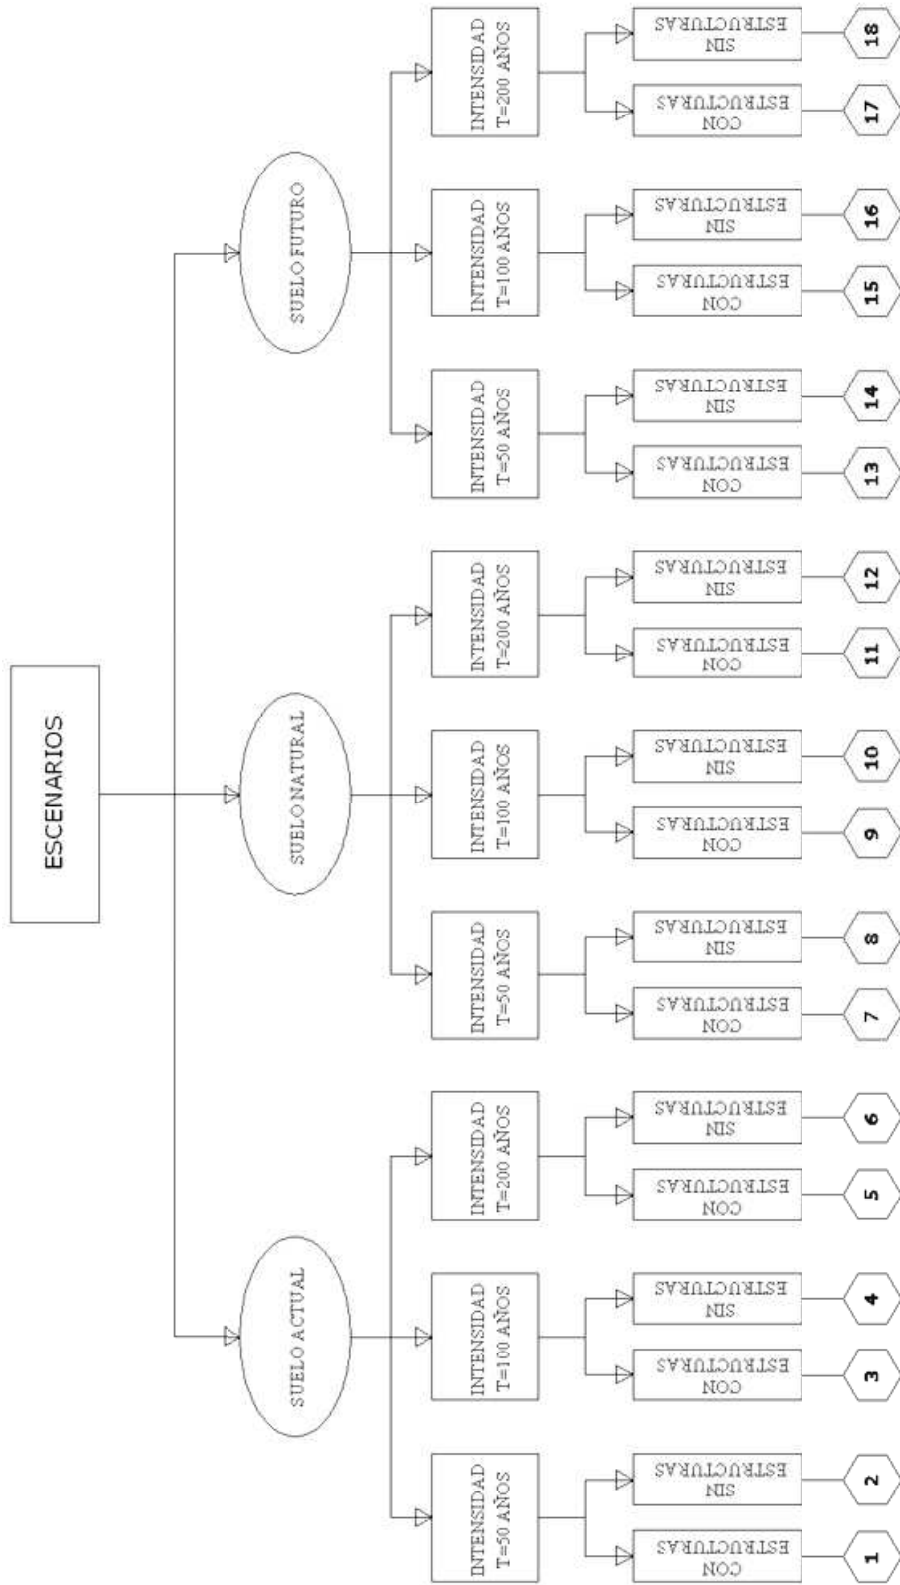 ESCENARIOS
SUELO ACTUAL
SUELO NATURAL
SUELO FUTURO
INTENSIDAD
T=50 AÑOS
INTENSIDAD
T=100 AÑOS
INTENSIDAD
T=200 AÑOS
INTENSIDAD
T=50 AÑOS
INTENSIDAD
T=100 AÑOS
INTENSIDAD
T=200 AÑOS
INTENSIDAD
T=50 AÑOS
INTENSIDAD
T=100 AÑOS
INTENSIDAD
T=200 AÑOS
CON
ESTRUCTURAS
SIN
ESTRUCTURAS
CON
ESTRUCTURAS
SIN
ESTRUCTURAS
CON
ESTRUCTURAS
SIN
ESTRUCTURAS
CON
ESTRUCTURAS
SIN
ESTRUCTURAS
CON
ESTRUCTURAS
SIN
ESTRUCTURAS
CON
ESTRUCTURAS
SIN
ESTRUCTURAS
CON
ESTRUCTURAS
SIN
ESTRUCTURAS
CON
ESTRUCTURAS
SIN
ESTRUCTURAS
CON
ESTRUCTURAS
SIN
ESTRUCTURAS
1
2
3
4
5
6
7
8
9
10
11
12
13
14
15
16
17
18